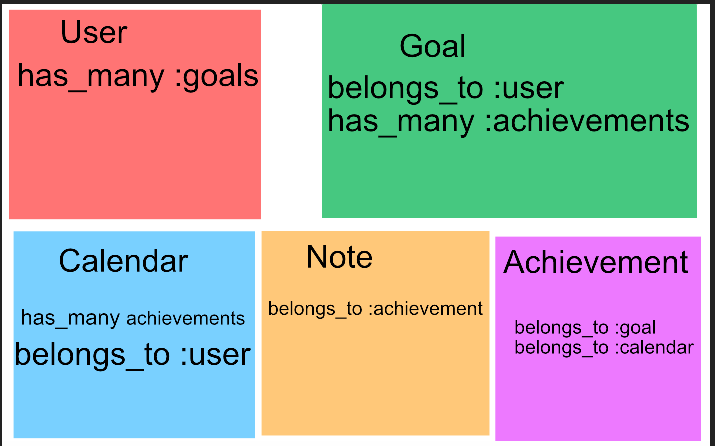 User
has_many :goals
Goal
belongs_to :user
has_many :achievements
Calendar
has_many achievements
belongs_to :user
Note
belongs_to :achievement
Achievement
belongs_to :goal
belongs_to :calendar